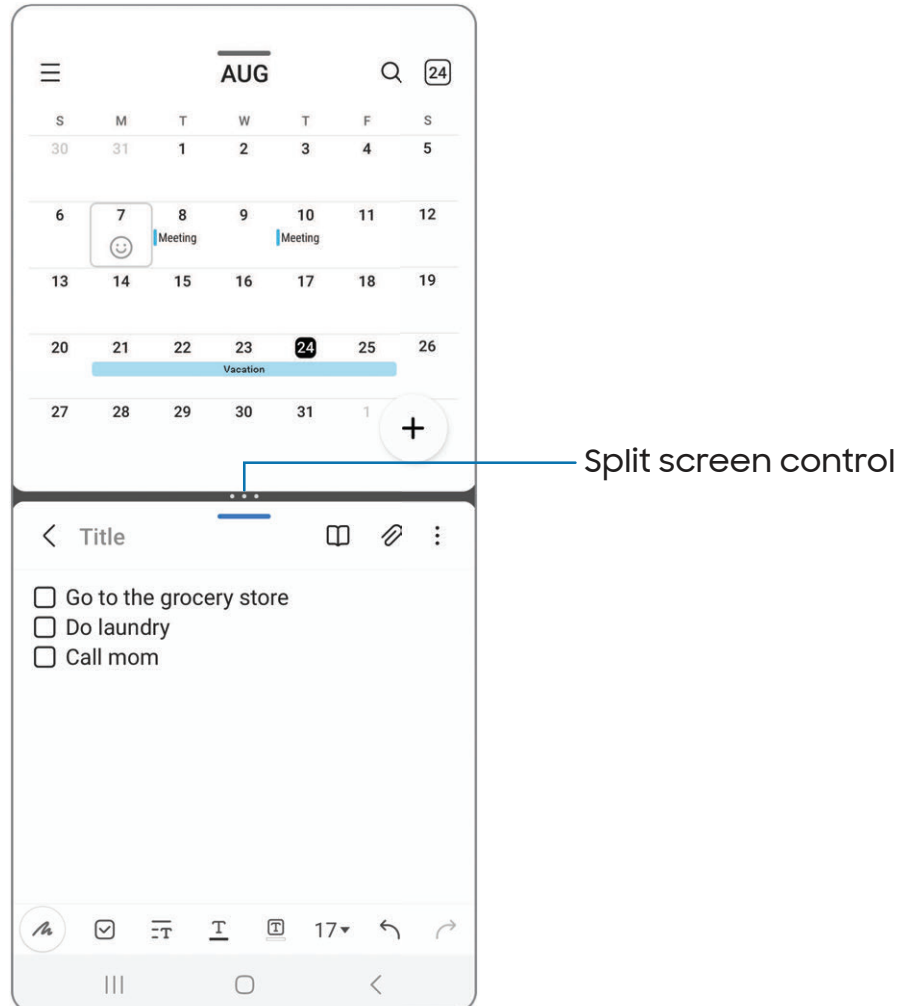 AUG 24
S M T W T F S
30 31 1 2 3 4 5
6 7 8 9 10 11 12
Meeting Meeting
13 14 15 16 17 18 19
20 21 22 23 24 25 26
Vacation
27 28 29 30 31 1
+
Split screen control
Title
Go to the grocery store
Do laundry
Call mom
T T T 17